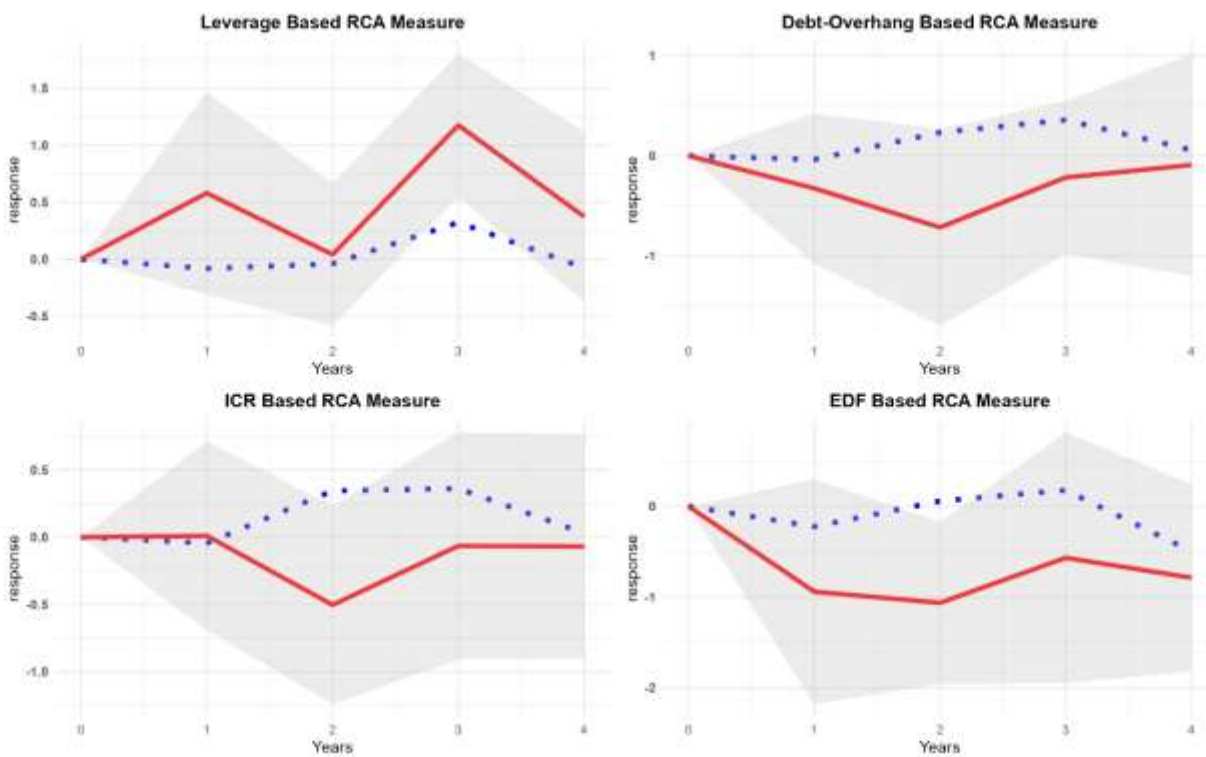 Leverage Based RCA Measure
response
1.5
1.0
0.5
0.0
-0.5
0 1 2 3 4
Years
Debt-Overhang Based RCA Measure
response
1
0
-1
0 1 2 3 4
Years
ICR Based RCA Measure
response
0.5
0.0
-0.5
-1.0
0 1 2 3 4
Years
EDF Based RCA Measure
response
0
-1
-2
0 1 2 3 4
Years